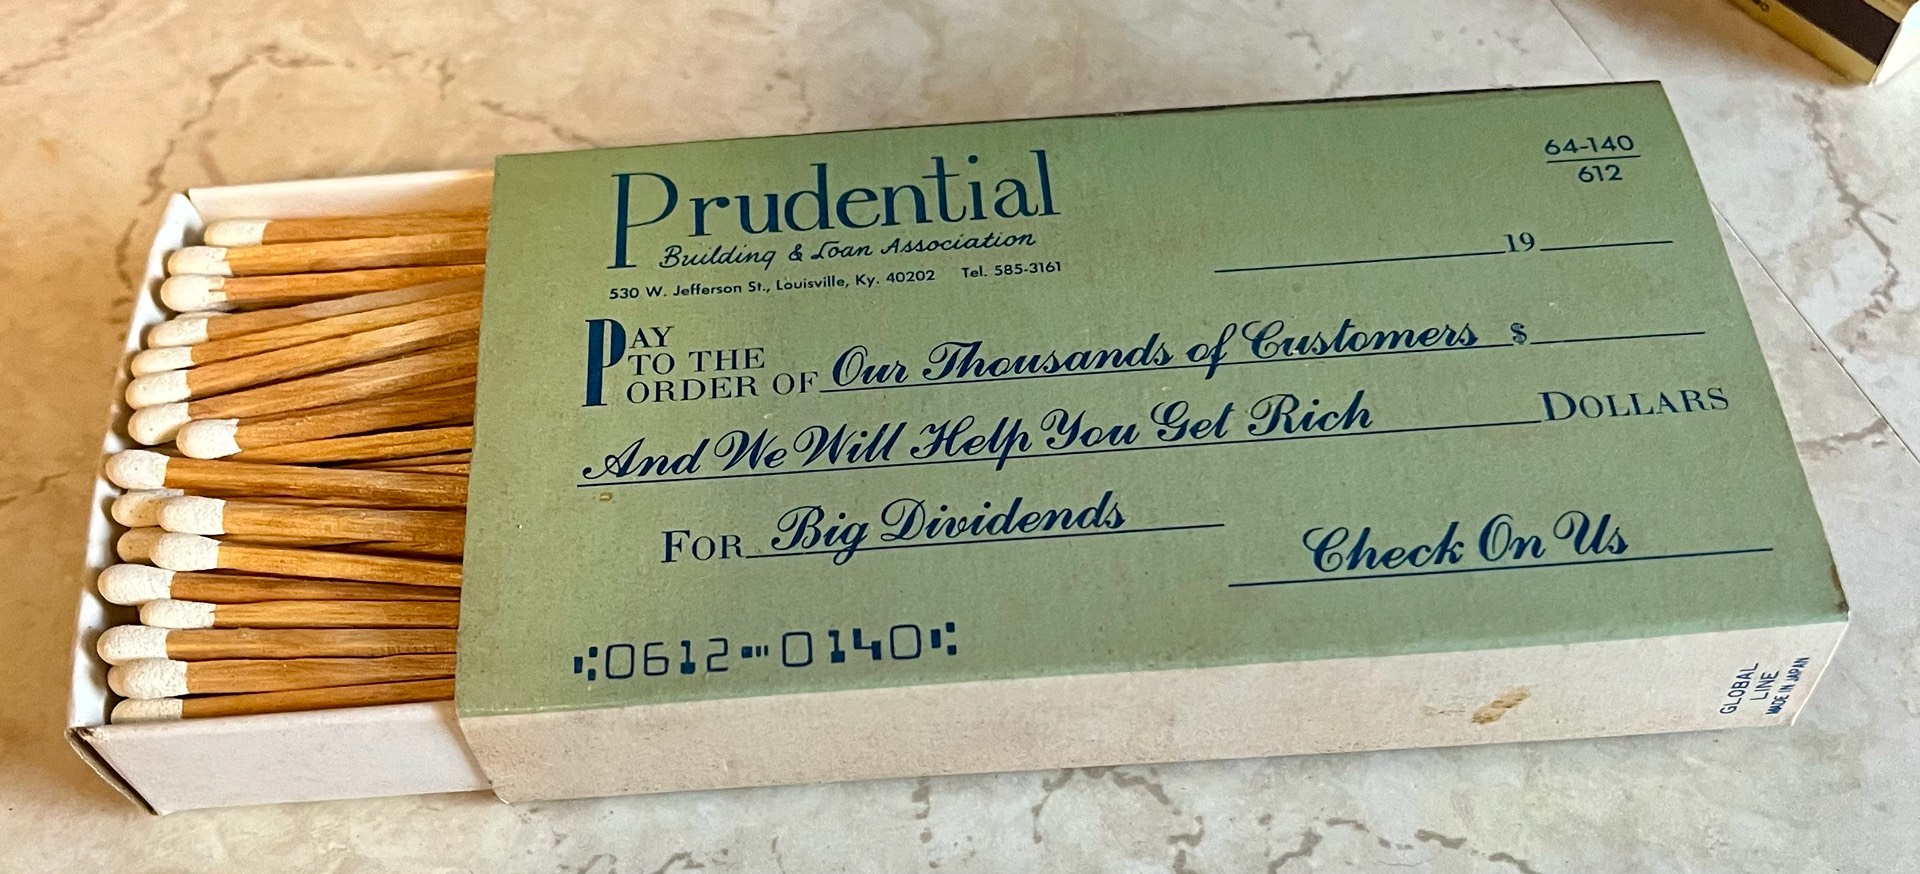 Prudential
Building & Loan Association
530 W. Jefferson St., Louisville, Ky. 40202 Tel. 585-3161
64-140
612
19
PAY
TO THE
ORDER OF Our Thousands of Customers $
And We Will Help You Get Rich DOLLARS
FOR Big Dividends
Check On Us
⑆0612⑉0140⑆
GLOBAL
LINE
MADE IN JAPAN